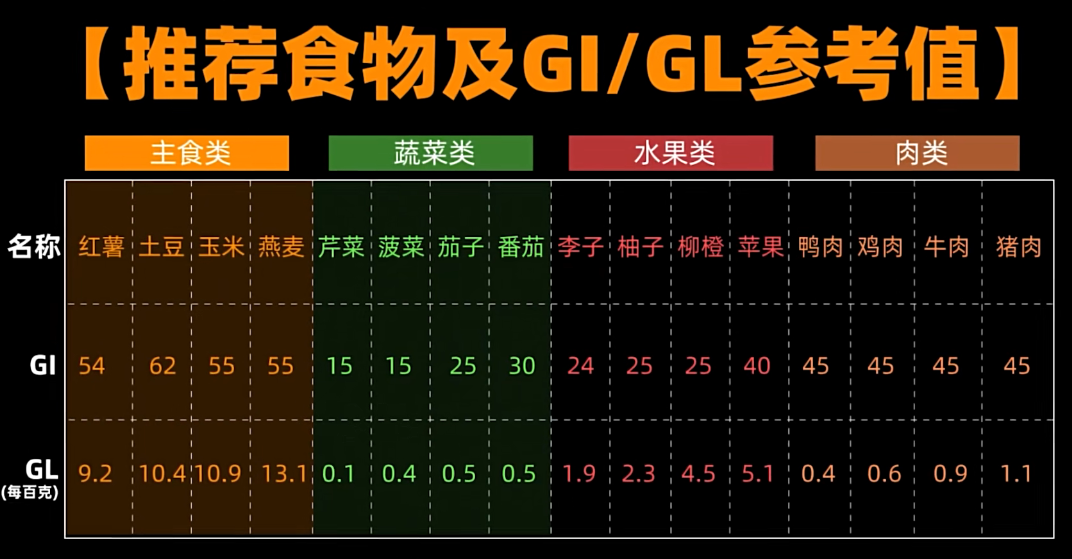 【推荐食物及GI/GL参考值】
主食类 蔬菜类 水果类 肉类
名称 红薯 土豆 玉米 燕麦 芹菜 菠菜 茄子 番茄 李子 柚子 柳橙 苹果 鸭肉 鸡肉 牛肉 猪肉
GI 54 62 55 55 15 15 25 30 24 25 25 40 45 45 45 45
GL 9.2 10.4 10.9 13.1 0.1 0.4 0.5 0.5 1.9 2.3 4.5 5.1 0.4 0.6 0.9 1.1
(每百克)